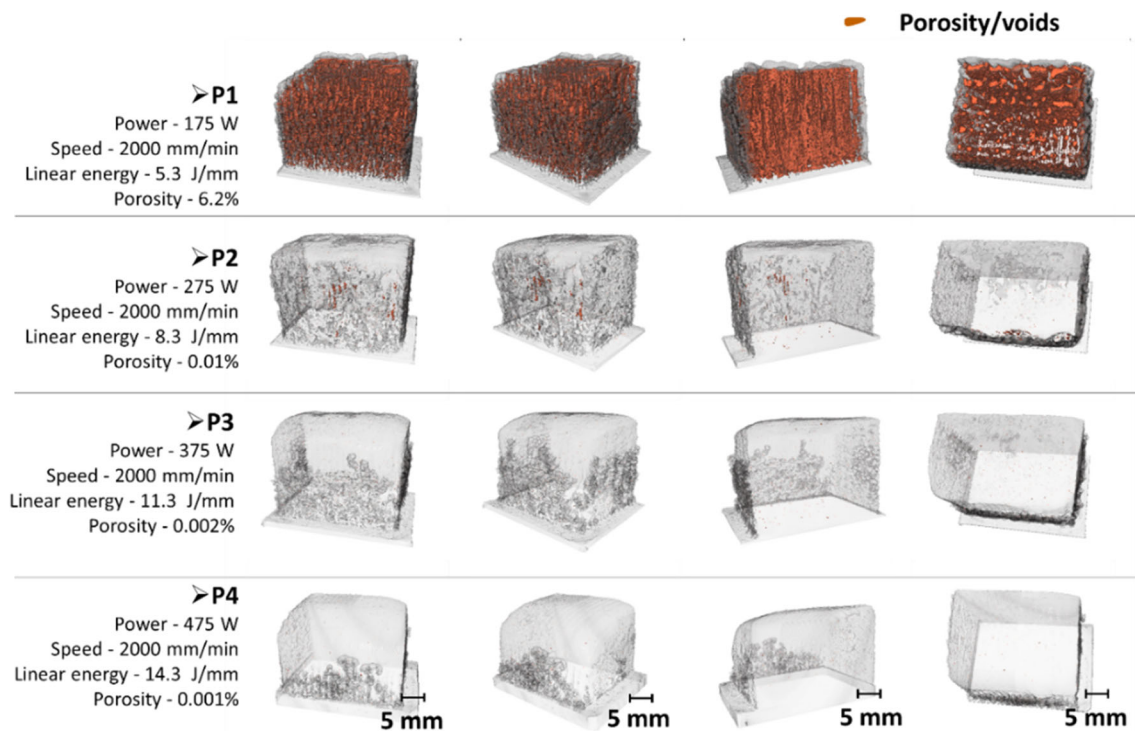 Porosity/voids
➢P1
Power - 175 W
Speed - 2000 mm/min
Linear energy - 5.3 J/mm
Porosity - 6.2%
➢P2
Power - 275 W
Speed - 2000 mm/min
Linear energy - 8.3 J/mm
Porosity - 0.01%
➢P3
Power - 375 W
Speed - 2000 mm/min
Linear energy - 11.3 J/mm
Porosity - 0.002%
➢P4
Power - 475 W
Speed - 2000 mm/min
Linear energy - 14.3 J/mm
Porosity - 0.001%
5 mm
5 mm
5 mm
5 mm